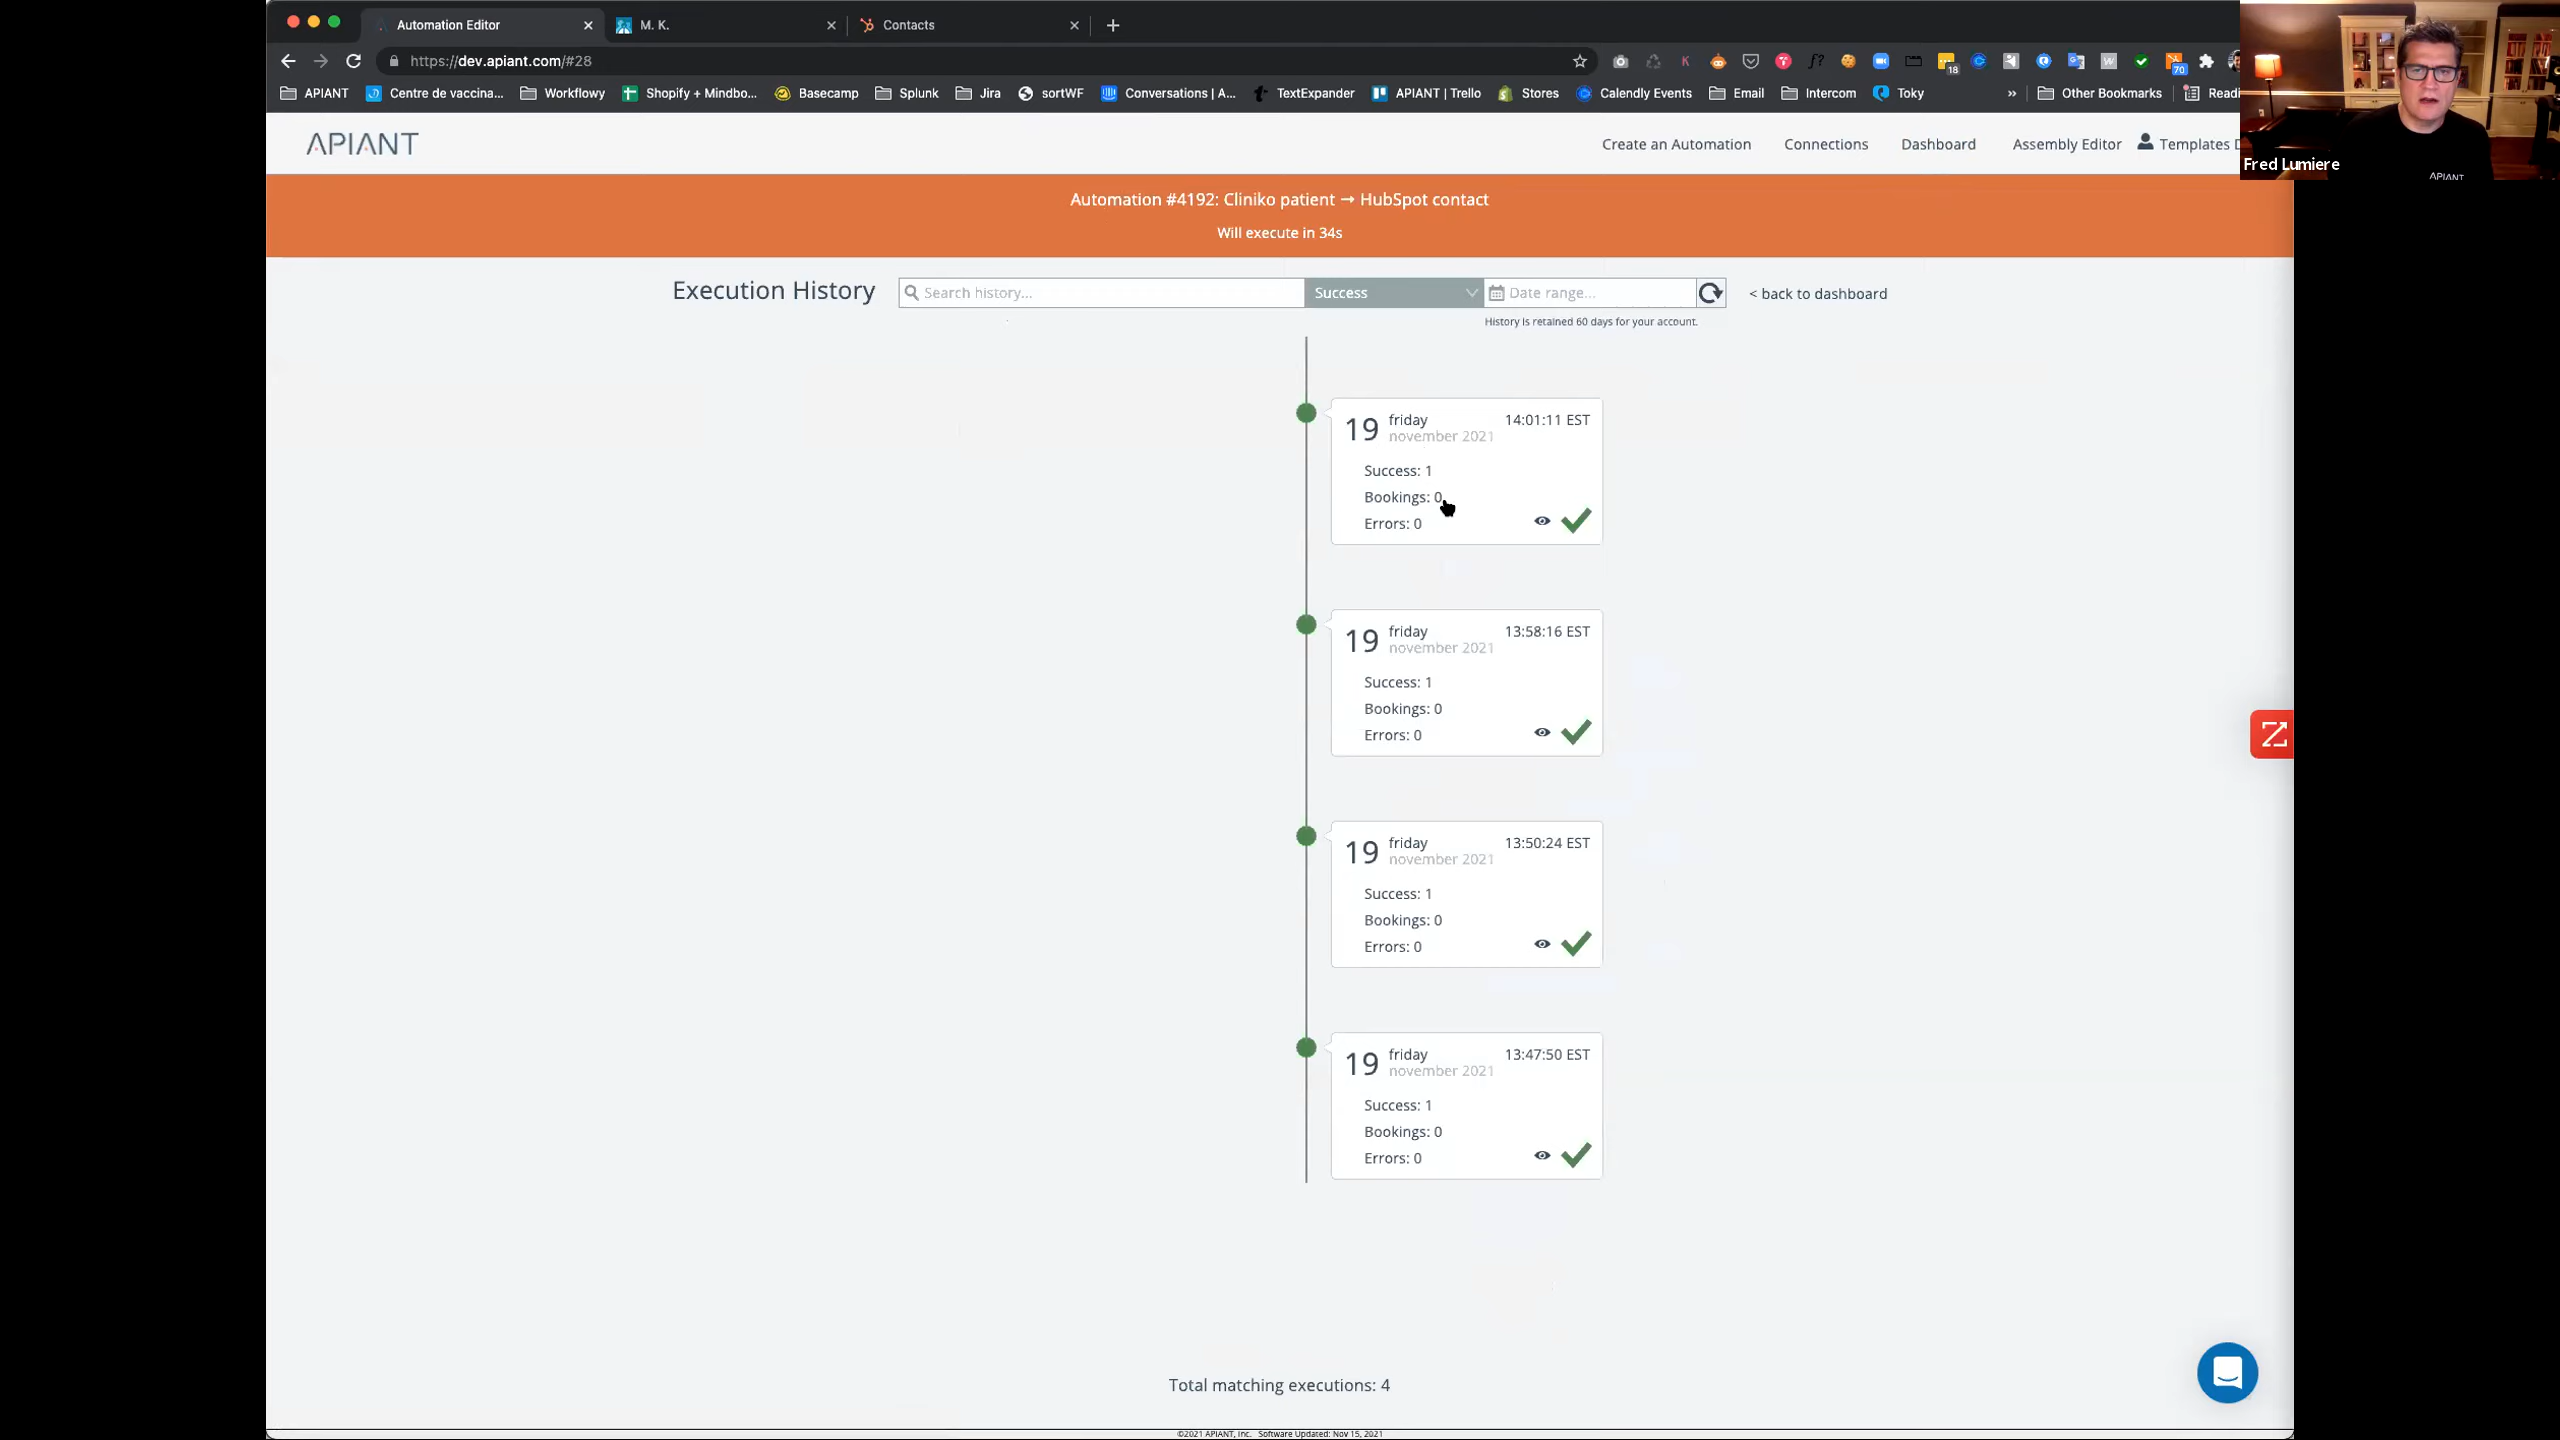 Automation Editor
M. K.
Contacts
https://dev.apiant.com/#28
18
70
APIANT
Centre de vaccina...
Workflowy
Shopify + Mindbo...
Basecamp
Splunk
Jira
sortWF
Conversations | A...
TextExpander
APIANT | Trello
Stores
Calendly Events
Email
Intercom
Toky
»
Other Bookmarks
Readi
APIANT
Create an Automation
Connections
Dashboard
Assembly Editor
Templates D
Fred Lumiere
APIANT
Automation #4192: Cliniko patient → HubSpot contact
Will execute in 34s
Execution History
Search history...
Success
Date range...
< back to dashboard
History is retained 60 days for your account.
19 friday 14:01:11 EST
november 2021
Success: 1
Bookings: 0
Errors: 0
19 friday 13:58:16 EST
november 2021
Success: 1
Bookings: 0
Errors: 0
19 friday 13:50:24 EST
november 2021
Success: 1
Bookings: 0
Errors: 0
19 friday 13:47:50 EST
november 2021
Success: 1
Bookings: 0
Errors: 0
Total matching executions: 4
©2021 APIANT, Inc. Software Updated: Nov 15, 2021